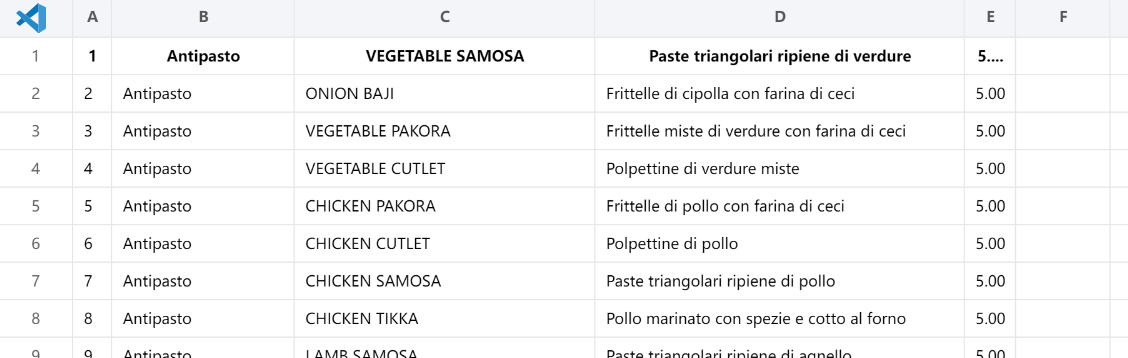 A B C D E F
1 1 Antipasto VEGETABLE SAMOSA Paste triangolari ripiene di verdure 5....
2 2 Antipasto ONION BAJI Frittelle di cipolla con farina di ceci 5.00
3 3 Antipasto VEGETABLE PAKORA Frittelle miste di verdure con farina di ceci 5.00
4 4 Antipasto VEGETABLE CUTLET Polpettine di verdure miste 5.00
5 5 Antipasto CHICKEN PAKORA Frittelle di pollo con farina di ceci 5.00
6 6 Antipasto CHICKEN CUTLET Polpettine di pollo 5.00
7 7 Antipasto CHICKEN SAMOSA Paste triangolari ripiene di pollo 5.00
8 8 Antipasto CHICKEN TIKKA Pollo marinato con spezie e cotto al forno 5.00
9 9 Antipasto LAMB SAMOSA Paste triangolari ripiene di agnello 5.00